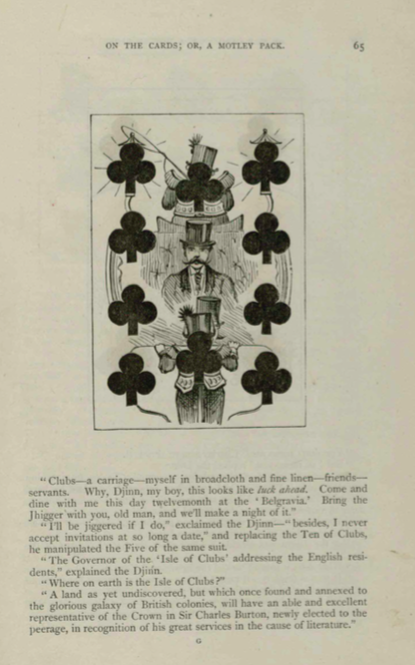 ON THE CARDS; OR, A MOTLEY PACK. 65
"Clubs—a carriage—myself in broadcloth and fine linen—friends—
servants. Why, Djinn, my boy, this looks like luck ahead. Come and
dine with me this day twelvemonth at the 'Belgravia.' Bring the
Jhigger with you, old man, and we'll make a night of it."
"I'll be jiggered if I do," exclaimed the Djinn—"besides, I never
accept invitations at so long a date," and replacing the Ten of Clubs,
he manipulated the Five of the same suit.
"The Governor of the 'Isle of Clubs' addressing the English resi-
dents," explained the Djinn.
"Where on earth is the Isle of Clubs?"
"A land as yet undiscovered, but which once found and annexed to
the glorious galaxy of British colonies, will have an able and excellent
representative of the Crown in Sir Charles Burton, newly elected to the
peerage, in recognition of his great services in the cause of literature."
G